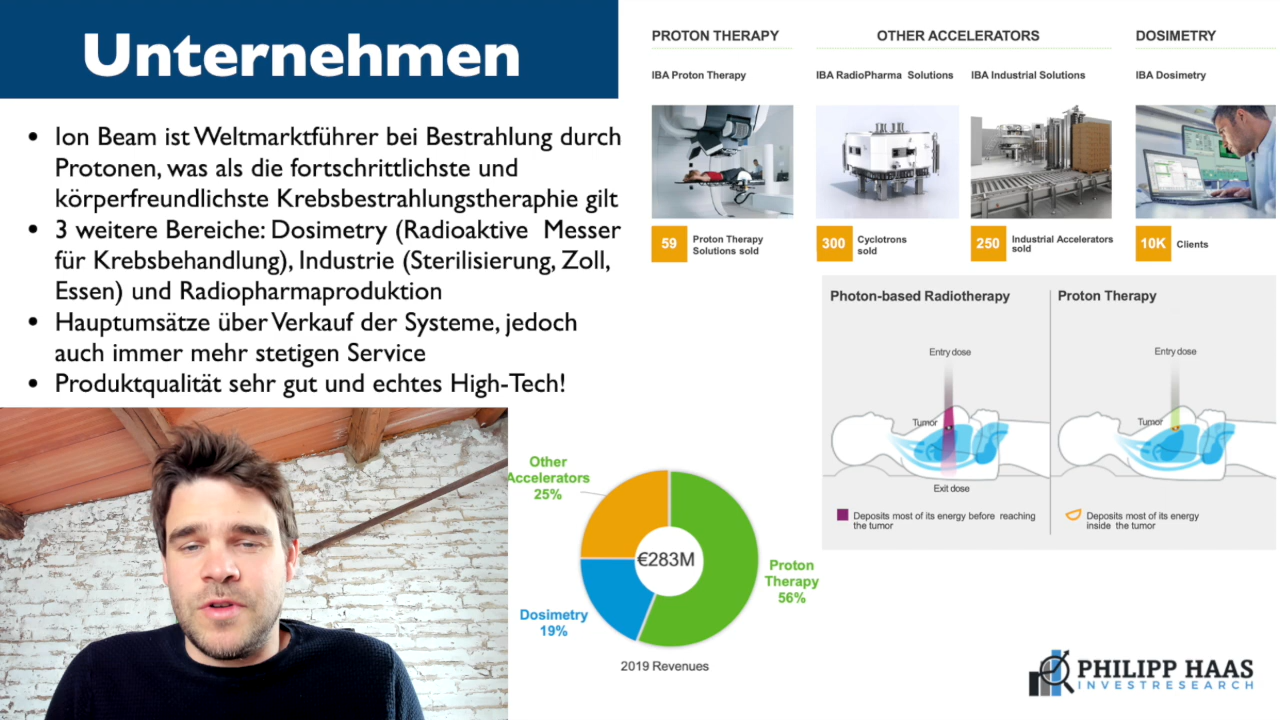 Unternehmen
• Ion Beam ist Weltmarktführer bei Bestrahlung durch
Protonen, was als die fortschrittlichste und
körperfreundlichste Krebsbestrahlungstheraphie gilt
• 3 weitere Bereiche: Dosimetry (Radioaktive Messer
für Krebsbehandlung), Industrie (Sterilisierung, Zoll,
Essen) und Radiopharmaproduktion
• Hauptumsätze über Verkauf der Systeme, jedoch
auch immer mehr stetigen Service
• Produktqualität sehr gut und echtes High-Tech!
PROTON THERAPY
OTHER ACCELERATORS
DOSIMETRY
IBA Proton Therapy
IBA RadioPharma Solutions
IBA Industrial Solutions
IBA Dosimetry
59
Proton Therapy
Solutions sold
300
Cyclotrons
sold
250
Industrial Accelerators
sold
10K
Clients
Photon-based Radiotherapy
Entry dose
Tumor
Exit dose
Deposits most of its energy before reaching
the tumor
Proton Therapy
Entry dose
Tumor
Deposits most of its energy
inside the tumor
Other
Accelerators
25%
€283M
Proton
Therapy
56%
Dosimetry
19%
2019 Revenues
PHILIPP HAAS
INVESTRESEARCH